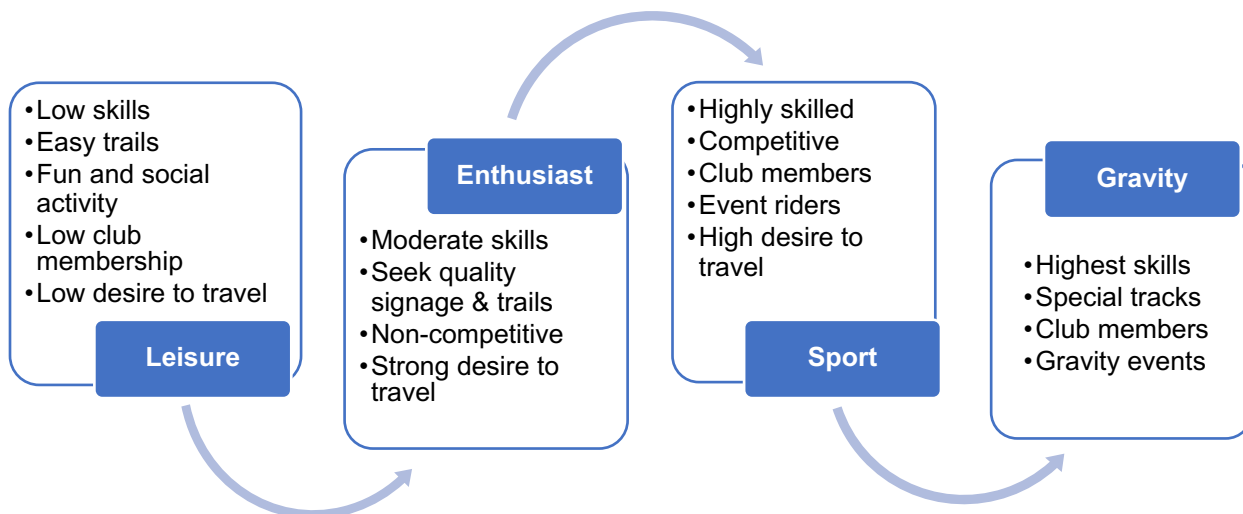 •Low skills
•Easy trails
•Fun and social
activity
•Low club
membership
•Low desire to travel
Leisure
Enthusiast
•Moderate skills
•Seek quality
signage & trails
•Non-competitive
•Strong desire to
travel
•Highly skilled
•Competitive
•Club members
•Event riders
•High desire to
travel
Sport
Gravity
•Highest skills
•Special tracks
•Club members
•Gravity events